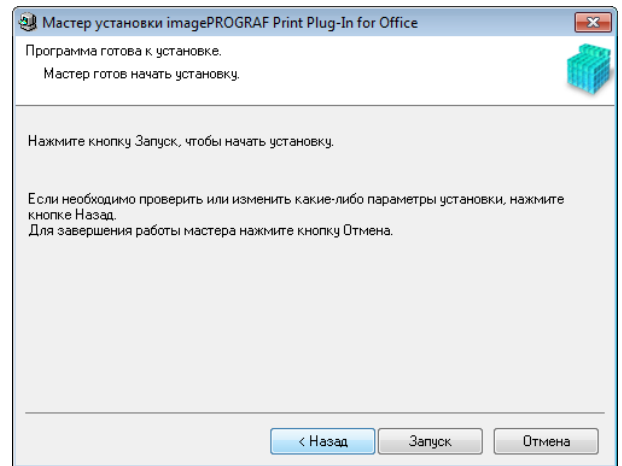 Мастер установки imagePROGRAF Print Plug-In for Office
Программа готова к установке.
Мастер готов начать установку.
Нажмите кнопку Запуск, чтобы начать установку.
Если необходимо проверить или изменить какие-либо параметры установки, нажмите
кнопке Назад.
Для завершения работы мастера нажмите кнопку Отмена.
< Назад Запуск Отмена